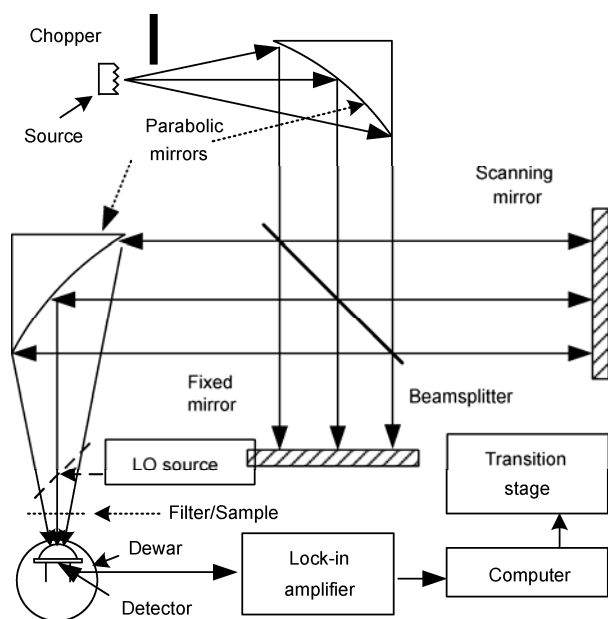 Chopper
Source
Parabolic
mirrors
Scanning
mirror
Fixed
mirror
Beamsplitter
LO source
Transition
stage
Filter/Sample
Dewar
Lock-in
amplifier
Computer
Detector